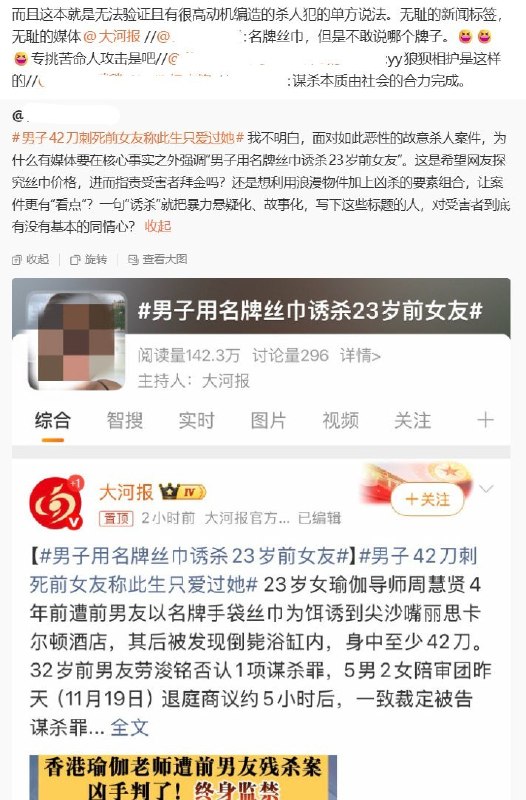 而且这本就是无法验证且有很高动机编造的杀人犯的单方说法。无耻的新闻标签，
无耻的媒体@大河报 //@:名牌丝巾，但是不敢说哪个牌子。
专挑苦命人攻击是吧//@:yy狼狈相护是这样
的//:谋杀本质由社会的合力完成。
@
#男子42刀刺死前女友称此生只爱过她# 我不明白，面对如此恶性的故意杀人案件，为
什么有媒体要在核心事实之外强调“男子用名牌丝巾诱杀23岁前女友”。这是希望网友探
究丝巾价格，进而指责受害者拜金吗？还是想利用浪漫物件加上凶杀的要素组合，让案
件更有“看点”？一句“诱杀”就把暴力悬疑化、故事化，写下这些标题的人，对受害者到底
有没有基本的同情心？ 收起
收起 旋转 查看大图
#男子用名牌丝巾诱杀23岁前女友#
阅读量142.3万 讨论量296 详情>
主持人：大河报
综合 智搜 实时 图片 视频 关注
+1
大河报 IV
+关注
置顶 2小时前 大河报官方... 已编辑
【#男子用名牌丝巾诱杀23岁前女友#】#男子42刀刺
死前女友称此生只爱过她# 23岁女瑜伽导师周慧贤4
年前遭前男友以名牌手袋丝巾为饵诱到尖沙嘴丽思卡
尔顿酒店，其后被发现倒毙浴缸内，身中至少42刀。
32岁前男友劳浚铭否认1项谋杀罪，5男2女陪审团昨
天（11月19日）退庭商议约5小时后，一致裁定被告
谋杀罪... 全文
香港瑜伽老师遭前男友残杀案
凶手判了！终身监禁